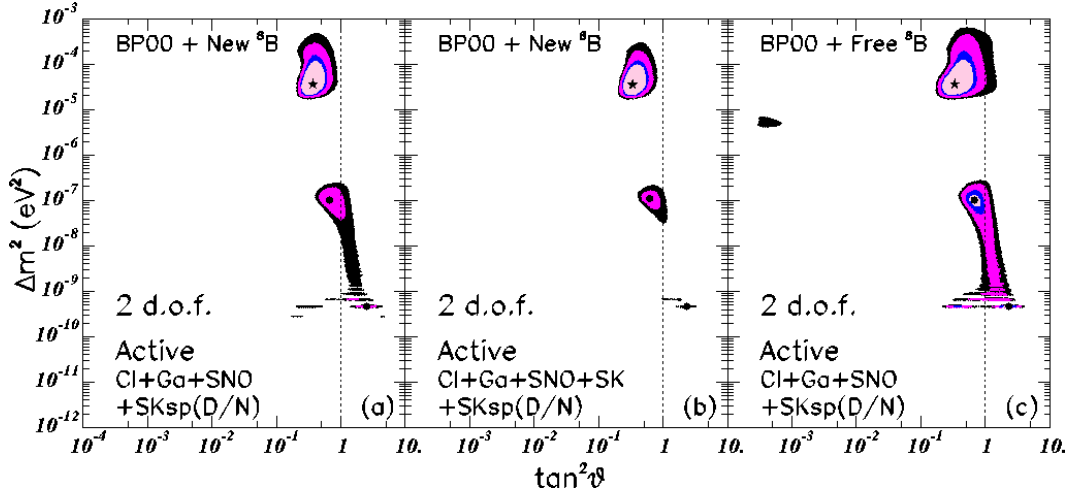 10⁻³
10⁻⁴
10⁻⁵
10⁻⁶
10⁻⁷
10⁻⁸
10⁻⁹
10⁻¹⁰
10⁻¹¹
10⁻¹²
Δm² (eV²)
BP00 + New ⁸B
2 d.o.f.
Active
Cl+Ga+SNO
+SKsp(D/N)
(a)
BP00 + New ⁸B
2 d.o.f.
Active
Cl+Ga+SNO+SK
+SKsp(D/N)
(b)
BP00 + Free ⁸B
2 d.o.f.
Active
Cl+Ga+SNO
+SKsp(D/N)
(c)
10⁻⁴ 10⁻³ 10⁻² 10⁻¹ 1 10. 10⁻³ 10⁻² 10⁻¹ 1 10. 10⁻³ 10⁻² 10⁻¹ 1 10.
tan²ϑ